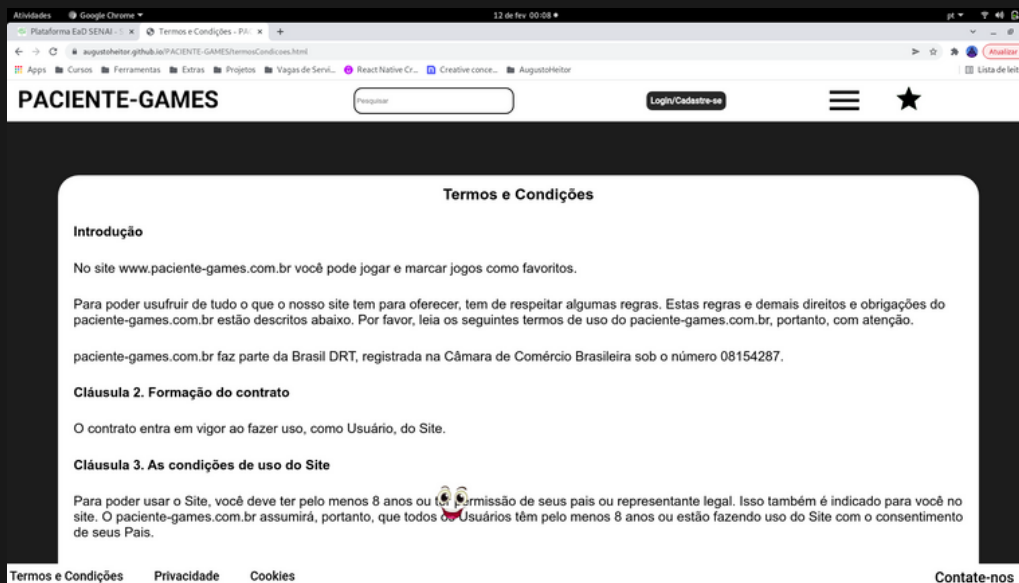 Atividades Google Chrome 12 de fev 00:08 pt
Plataforma EaD SENAI - S Termos e Condições - PA
augustoheitor.github.io/PACIENTE-GAMES/termosCondicoes.html Atualizar
Apps Cursos Ferramentas Extras Projetos Vagas de Servi... React Native Cr... Creative conce... AugustoHeitor Lista de leit
PACIENTE-GAMES Pesquisar Login/Cadastre-se
Termos e Condições
Introdução
No site www.paciente-games.com.br você pode jogar e marcar jogos como favoritos.
Para poder usufruir de tudo o que o nosso site tem para oferecer, tem de respeitar algumas regras. Estas regras e demais direitos e obrigações do
paciente-games.com.br estão descritos abaixo. Por favor, leia os seguintes termos de uso do paciente-games.com.br, portanto, com atenção.
paciente-games.com.br faz parte da Brasil DRT, registrada na Câmara de Comércio Brasileira sob o número 08154287.
Cláusula 2. Formação do contrato
O contrato entra em vigor ao fazer uso, como Usuário, do Site.
Cláusula 3. As condições de uso do Site
Para poder usar o Site, você deve ter pelo menos 8 anos ou ermissão de seus pais ou representante legal. Isso também é indicado para você no
site. O paciente-games.com.br assumirá, portanto, que todos os Usuários têm pelo menos 8 anos ou estão fazendo uso do Site com o consentimento
de seus Pais.
Termos e Condições Privacidade Cookies Contate-nos